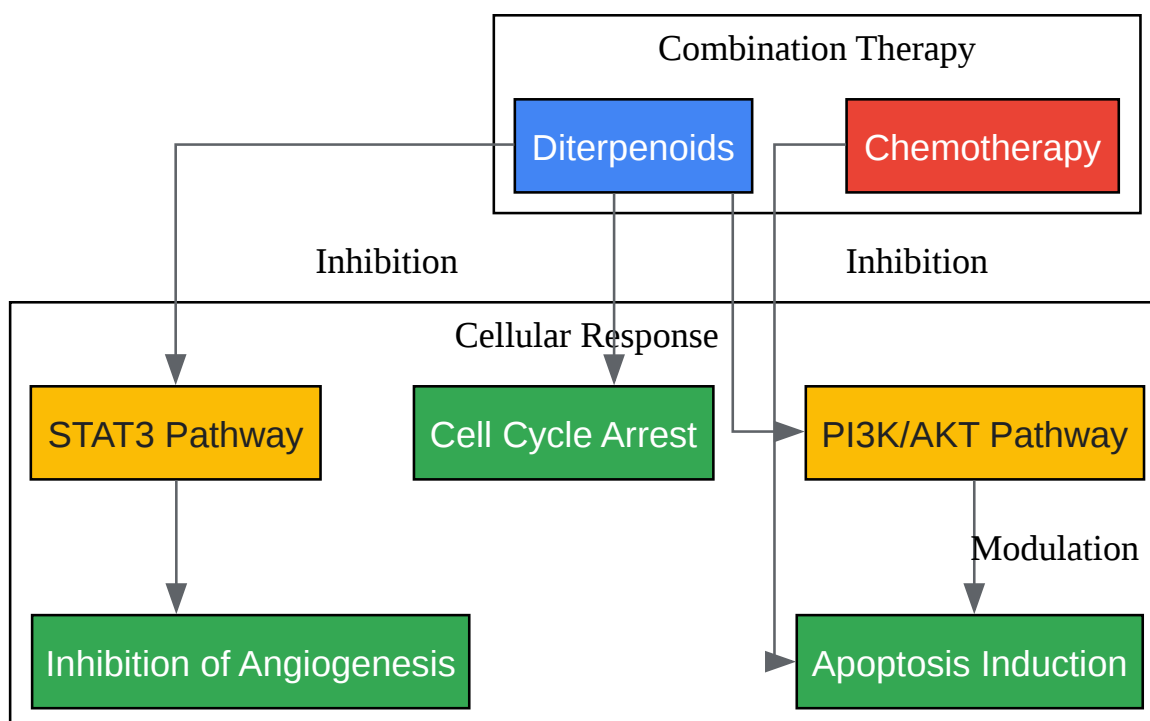 Combination Therapy
Diterpenoids
Chemotherapy
Inhibition
Inhibition
Cellular Response
STAT3 Pathway
Cell Cycle Arrest
PI3K/AKT Pathway
Modulation
Inhibition of Angiogenesis
Apoptosis Induction